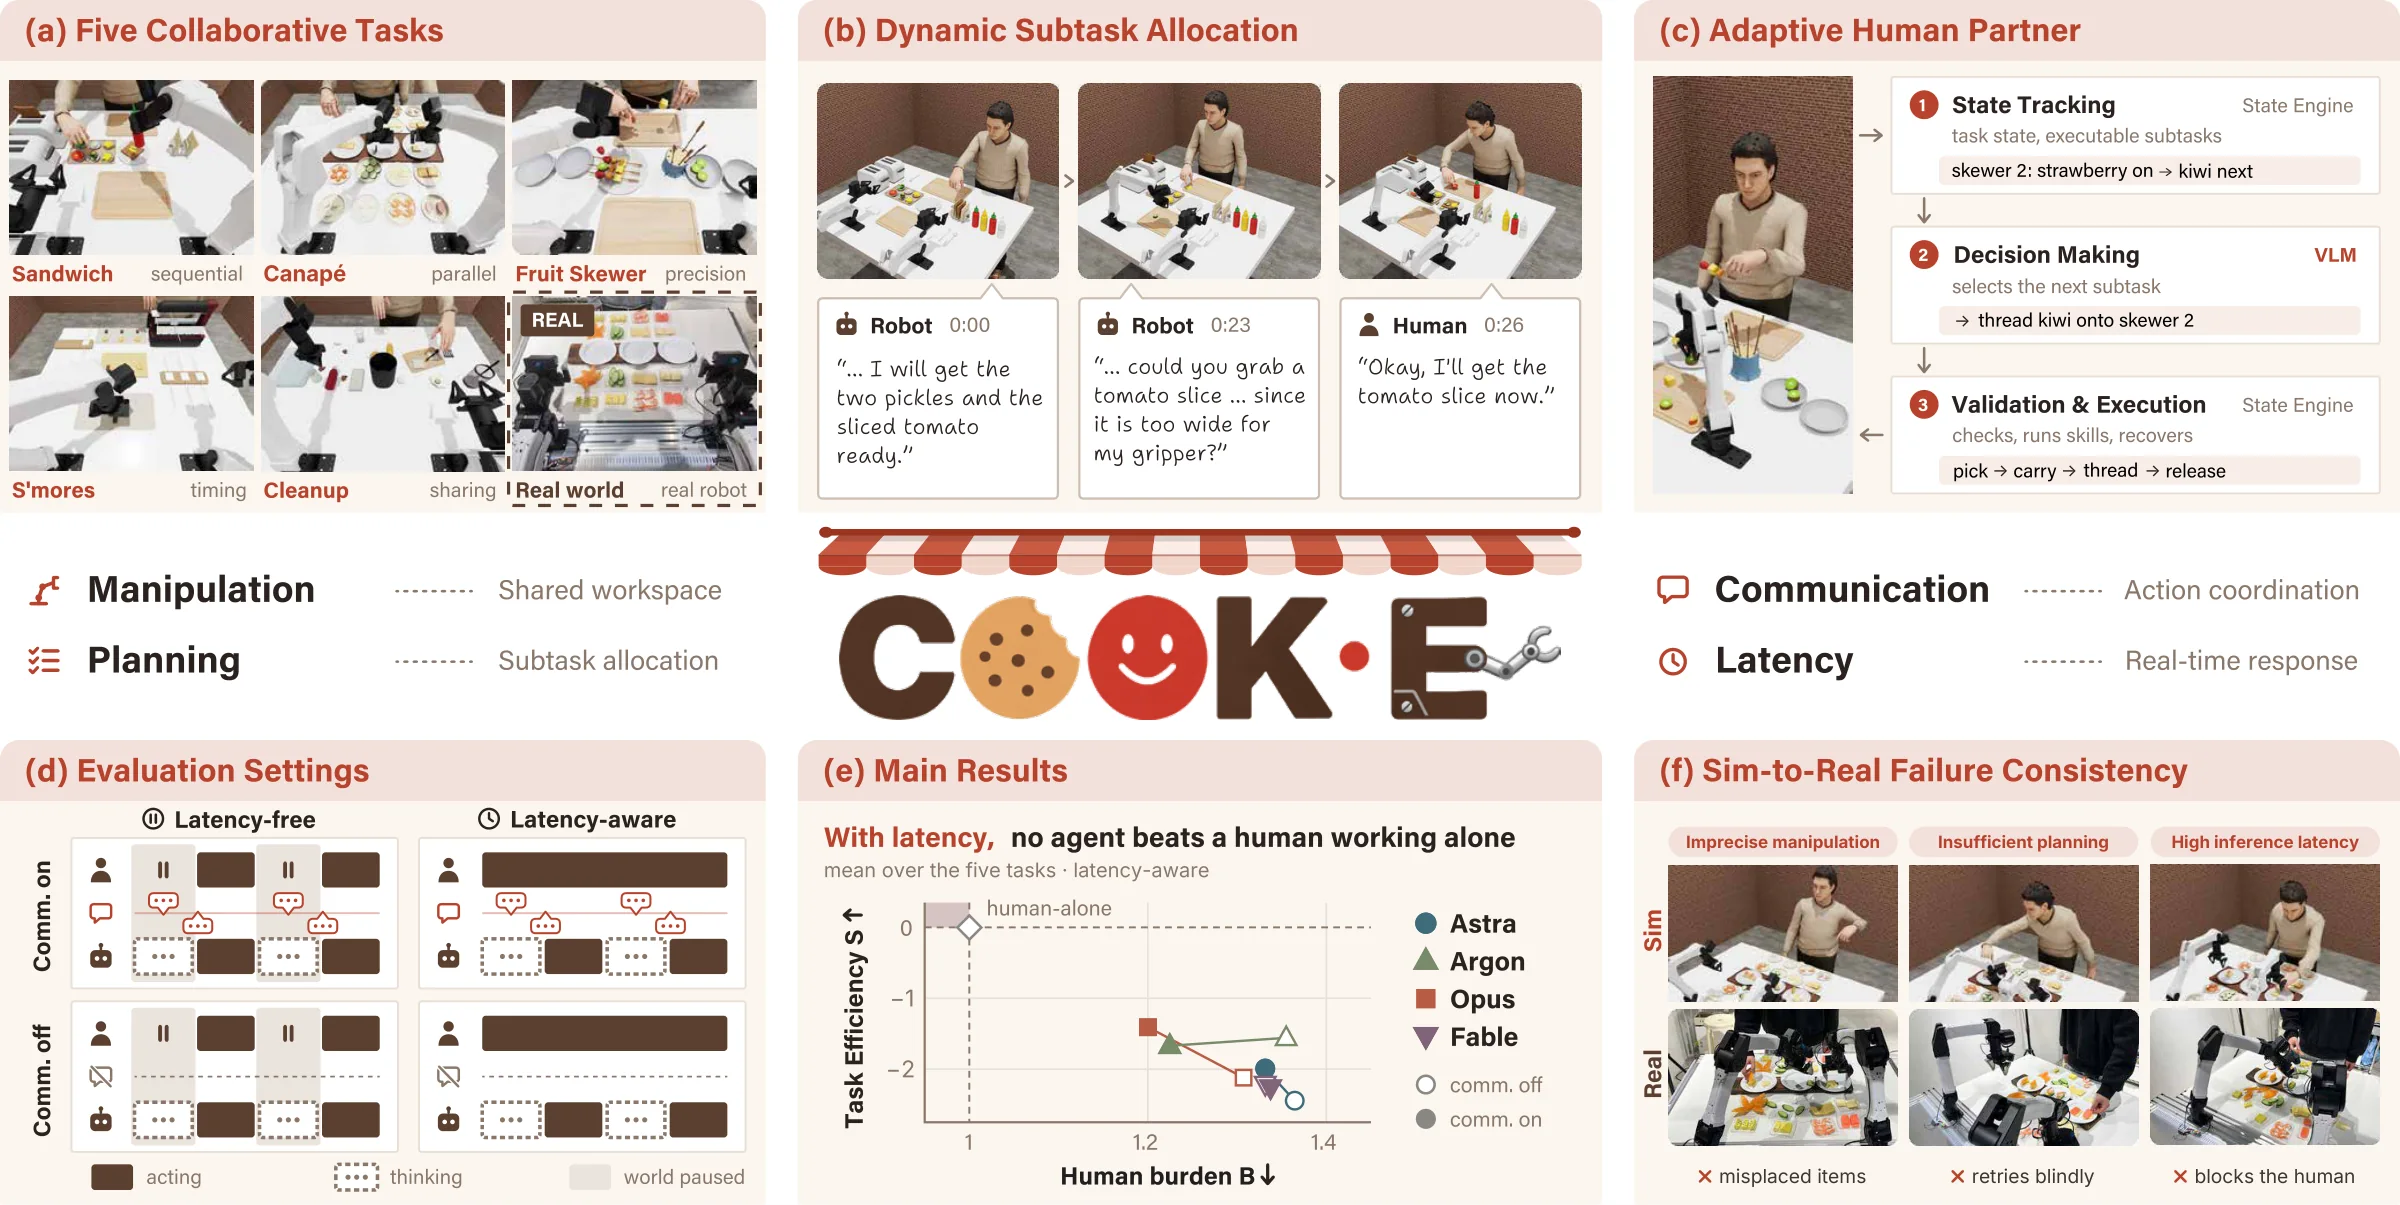 (a) Five Collaborative Tasks
Sandwich sequential
Canapé parallel
Fruit Skewer precision
REAL
S'mores timing
Cleanup sharing
Real world real robot
(b) Dynamic Subtask Allocation
Robot 0:00
“... I will get the
two pickles and the
sliced tomato
ready.”
Robot 0:23
“... could you grab a
tomato slice ... since
it is too wide for
my gripper?”
Human 0:26
“Okay, I'll get the
tomato slice now.”
(c) Adaptive Human Partner
1 State Tracking State Engine
task state, executable subtasks
skewer 2: strawberry on → kiwi next
2 Decision Making VLM
selects the next subtask
→ thread kiwi onto skewer 2
3 Validation & Execution State Engine
checks, runs skills, recovers
pick → carry → thread → release
Manipulation Shared workspace
Planning Subtask allocation
COOK·E
Communication Action coordination
Latency Real-time response
(d) Evaluation Settings
Latency-free
Latency-aware
Comm. on
Comm. off
acting
thinking
world paused
(e) Main Results
With latency, no agent beats a human working alone
mean over the five tasks · latency-aware
human-alone
Task Efficiency S ↑
0
−1
−2
1
1.2
1.4
Human burden B ↓
Astra
Argon
Opus
Fable
comm. off
comm. on
(f) Sim-to-Real Failure Consistency
Imprecise manipulation
Insufficient planning
High inference latency
Sim
Real
× misplaced items
× retries blindly
× blocks the human